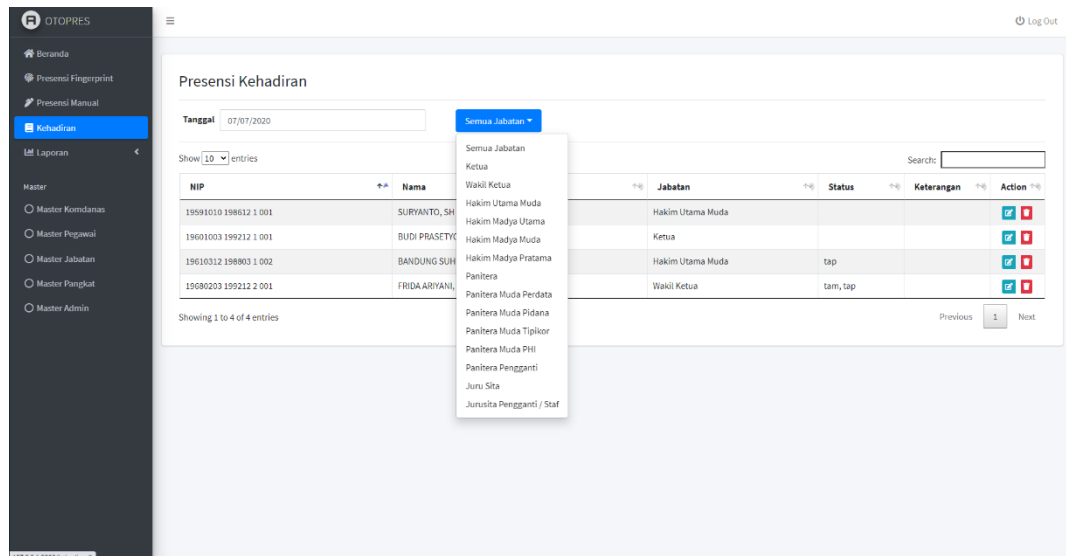 OTOPRES
Log Out
Beranda
Presensi Fingerprint
Presensi Manual
Kehadiran
Laporan
Master
Master Komdanas
Master Pegawai
Master Jabatan
Master Pangkat
Master Admin
Presensi Kehadiran
Tanggal 07/07/2020
Semua Jabatan
Semua Jabatan
Ketua
Wakil Ketua
Hakim Utama Muda
Hakim Madya Utama
Hakim Madya Muda
Hakim Madya Pratama
Panitera
Panitera Muda Perdata
Panitera Muda Pidana
Panitera Muda Tipikor
Panitera Muda PHI
Panitera Pengganti
Juru Sita
Jurusita Pengganti / Staf
Show 10 entries
Search:
NIP Nama Jabatan Status Keterangan Action
19591010 198612 1 001 SURYANTO, SH Hakim Utama Muda
19601003 199212 1 001 BUDI PRASETYO Ketua
19610312 198803 1 002 BANDUNG SUH Hakim Utama Muda tap
19680203 199212 2 001 FRIDA ARIYANI, Wakil Ketua tam, tap
Showing 1 to 4 of 4 entries
Previous 1 Next